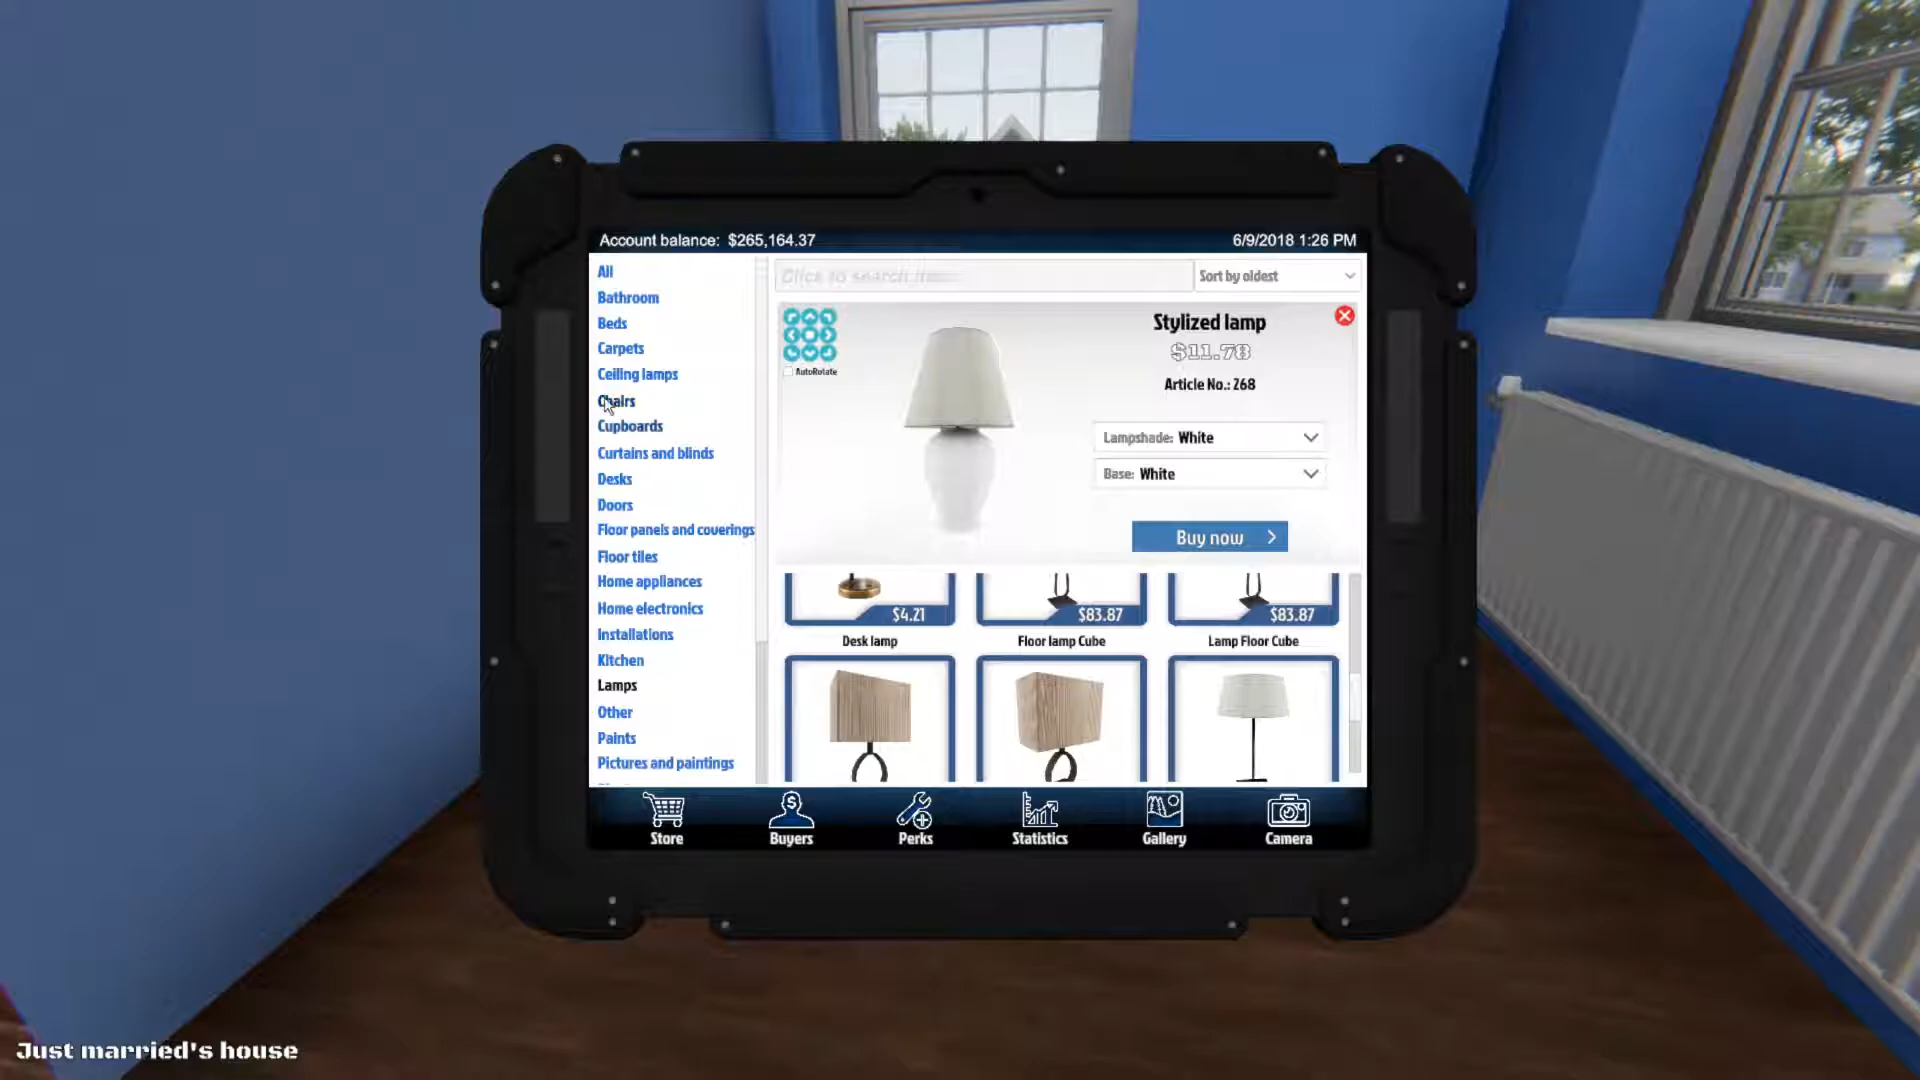 Account balance: $265,164.37
6/9/2018 1:26 PM
All
Bathroom
Beds
Carpets
Ceiling lamps
Chairs
Cupboards
Curtains and blinds
Desks
Doors
Floor panels and coverings
Floor tiles
Home appliances
Home electronics
Installations
Kitchen
Lamps
Other
Paints
Pictures and paintings
Click to search
Sort by oldest
AutoRotate
Stylized lamp
$11.78
Article No.: 268
Lampshade: White
Base: White
Buy now
$4.21
$83.87
$83.87
Desk lamp
Floor lamp Cube
Lamp Floor Cube
Store
Buyers
Perks
Statistics
Gallery
Camera
Just married's house